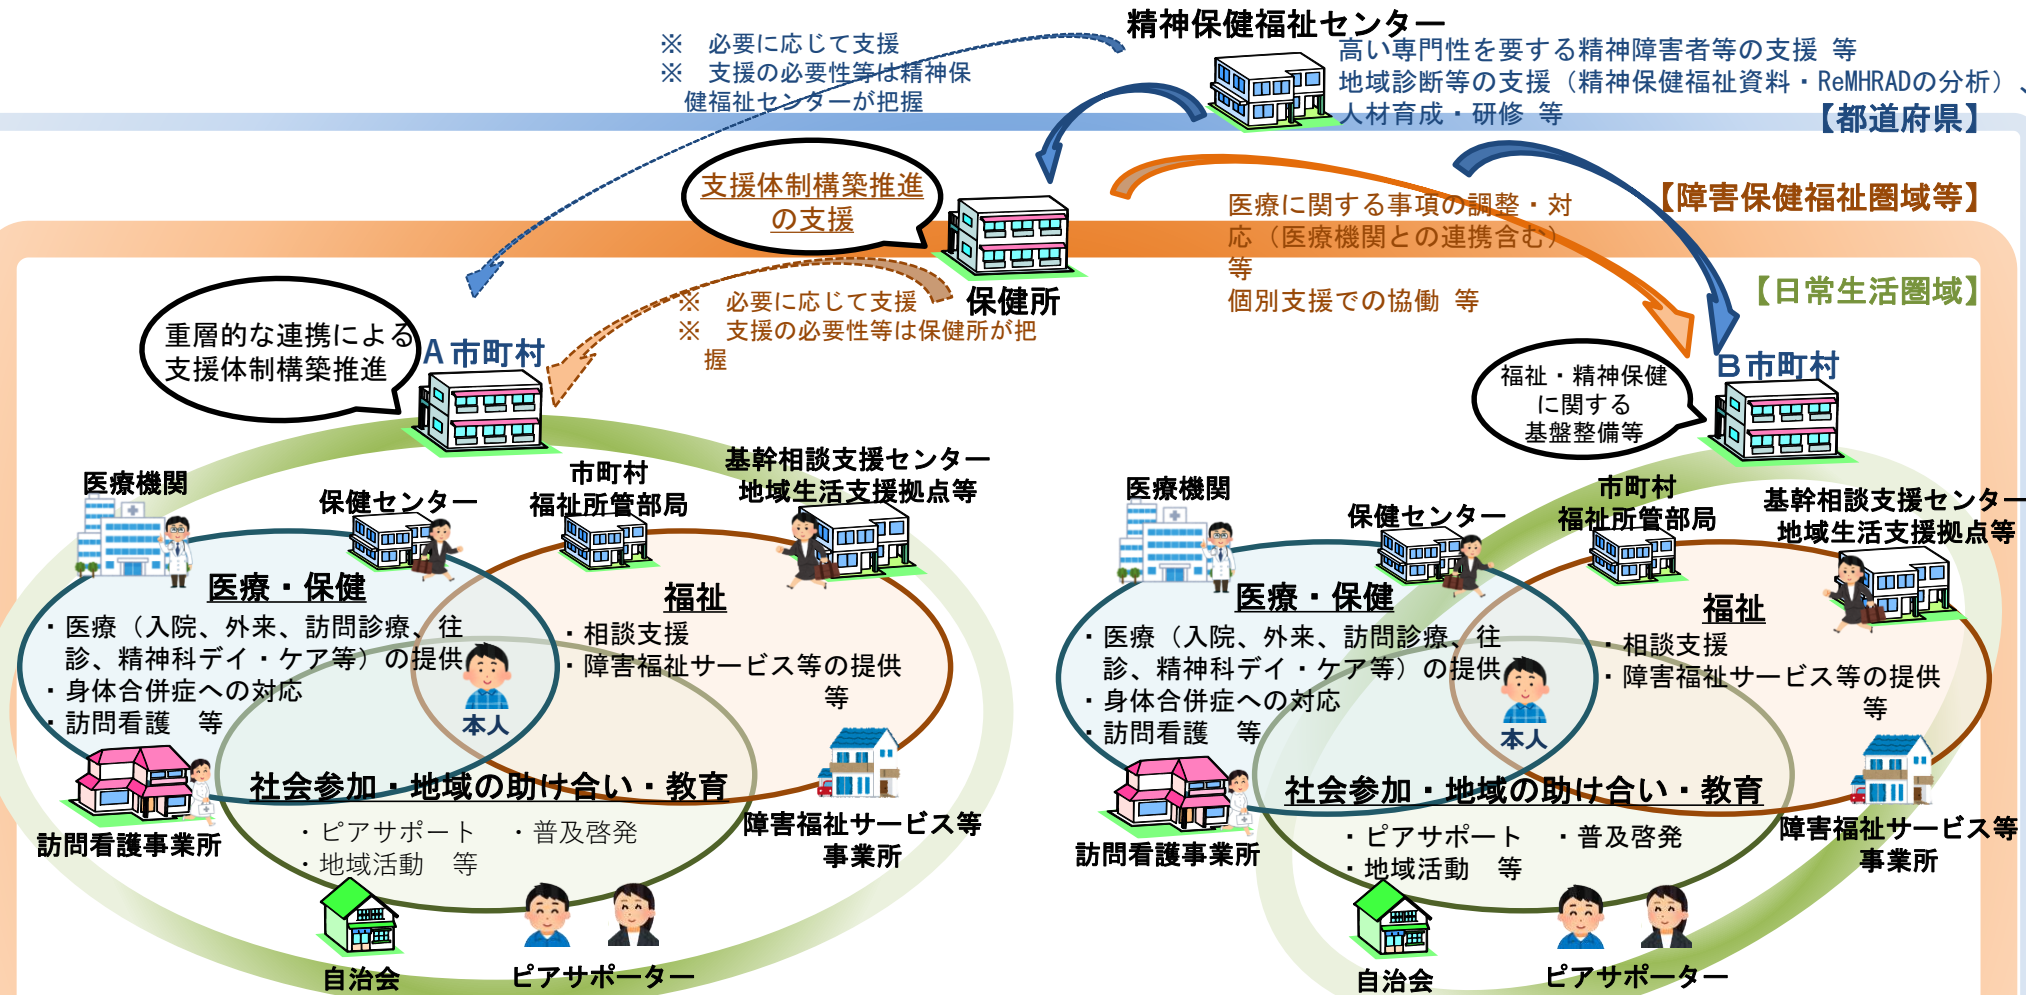 精神保健福祉センター
※　必要に応じて支援
※　支援の必要性等は精神保
健福祉センターが把握
高い専門性を要する精神障害者等の支援 等
地域診断等の支援（精神保健福祉資料・ReMHRADの分析）、
人材育成・研修 等
【都道府県】
支援体制構築推進
の支援
保健所
医療に関する事項の調整・対
応（医療機関との連携含む）
等
個別支援での協働 等
【障害保健福祉圏域等】
【日常生活圏域】
※　必要に応じて支援
※　支援の必要性等は保健所が把
握
重層的な連携による
支援体制構築推進
A市町村
福祉・精神保健
に関する
基盤整備等
B市町村
医療機関
保健センター
市町村
福祉所管部局
基幹相談支援センター
地域生活支援拠点等
医療・保健
・医療（入院、外来、訪問診療、往
診、精神科デイ・ケア等）の提供
・身体合併症への対応
・訪問看護　等
福祉
・相談支援
・障害福祉サービス等の提供
等
本人
社会参加・地域の助け合い・教育
・ピアサポート　・普及啓発
・地域活動　等
訪問看護事業所
障害福祉サービス等
事業所
自治会
ピアサポーター
医療機関
保健センター
市町村
福祉所管部局
基幹相談支援センター
地域生活支援拠点等
医療・保健
・医療（入院、外来、訪問診療、往
診、精神科デイ・ケア等）の提供
・身体合併症への対応
・訪問看護　等
福祉
・相談支援
・障害福祉サービス等の提供
等
本人
社会参加・地域の助け合い・教育
・ピアサポート　・普及啓発
・地域活動　等
訪問看護事業所
障害福祉サービス等
事業所
自治会
ピアサポーター